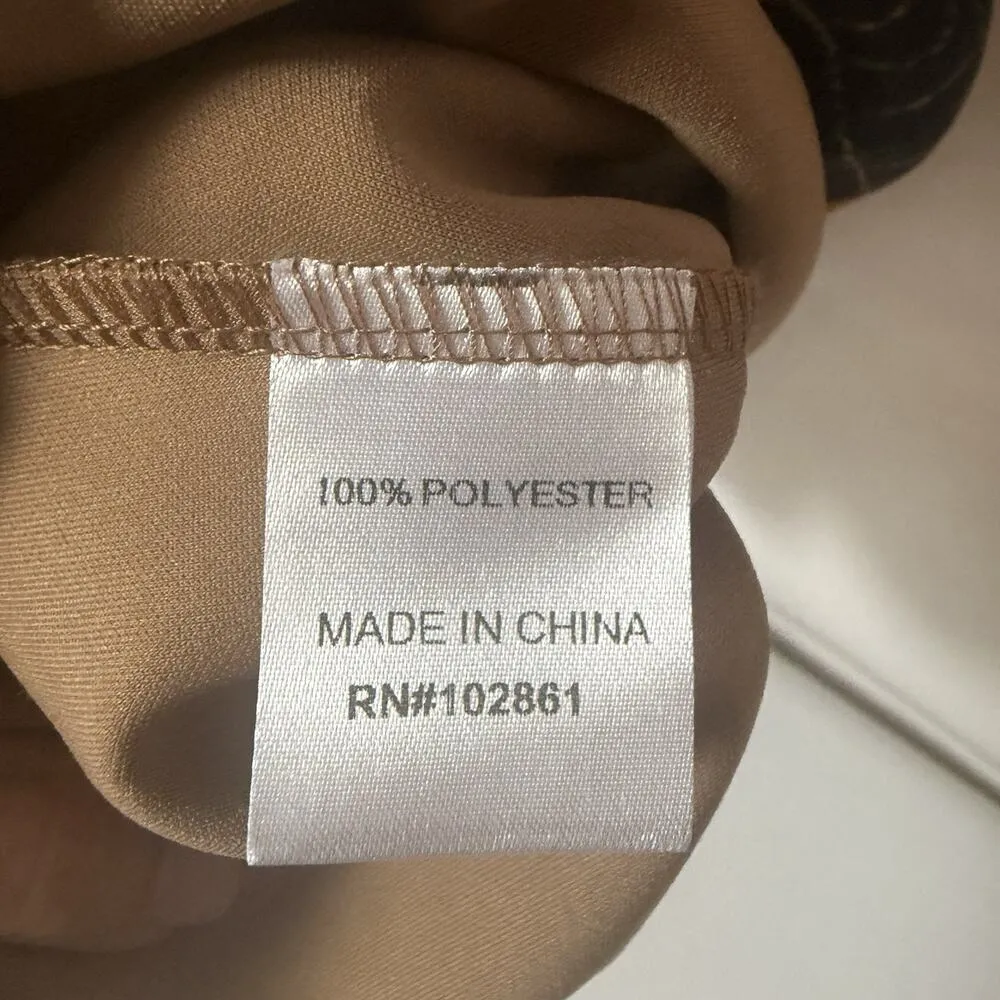 100% POLYESTER
MADE IN CHINA
RN#102861